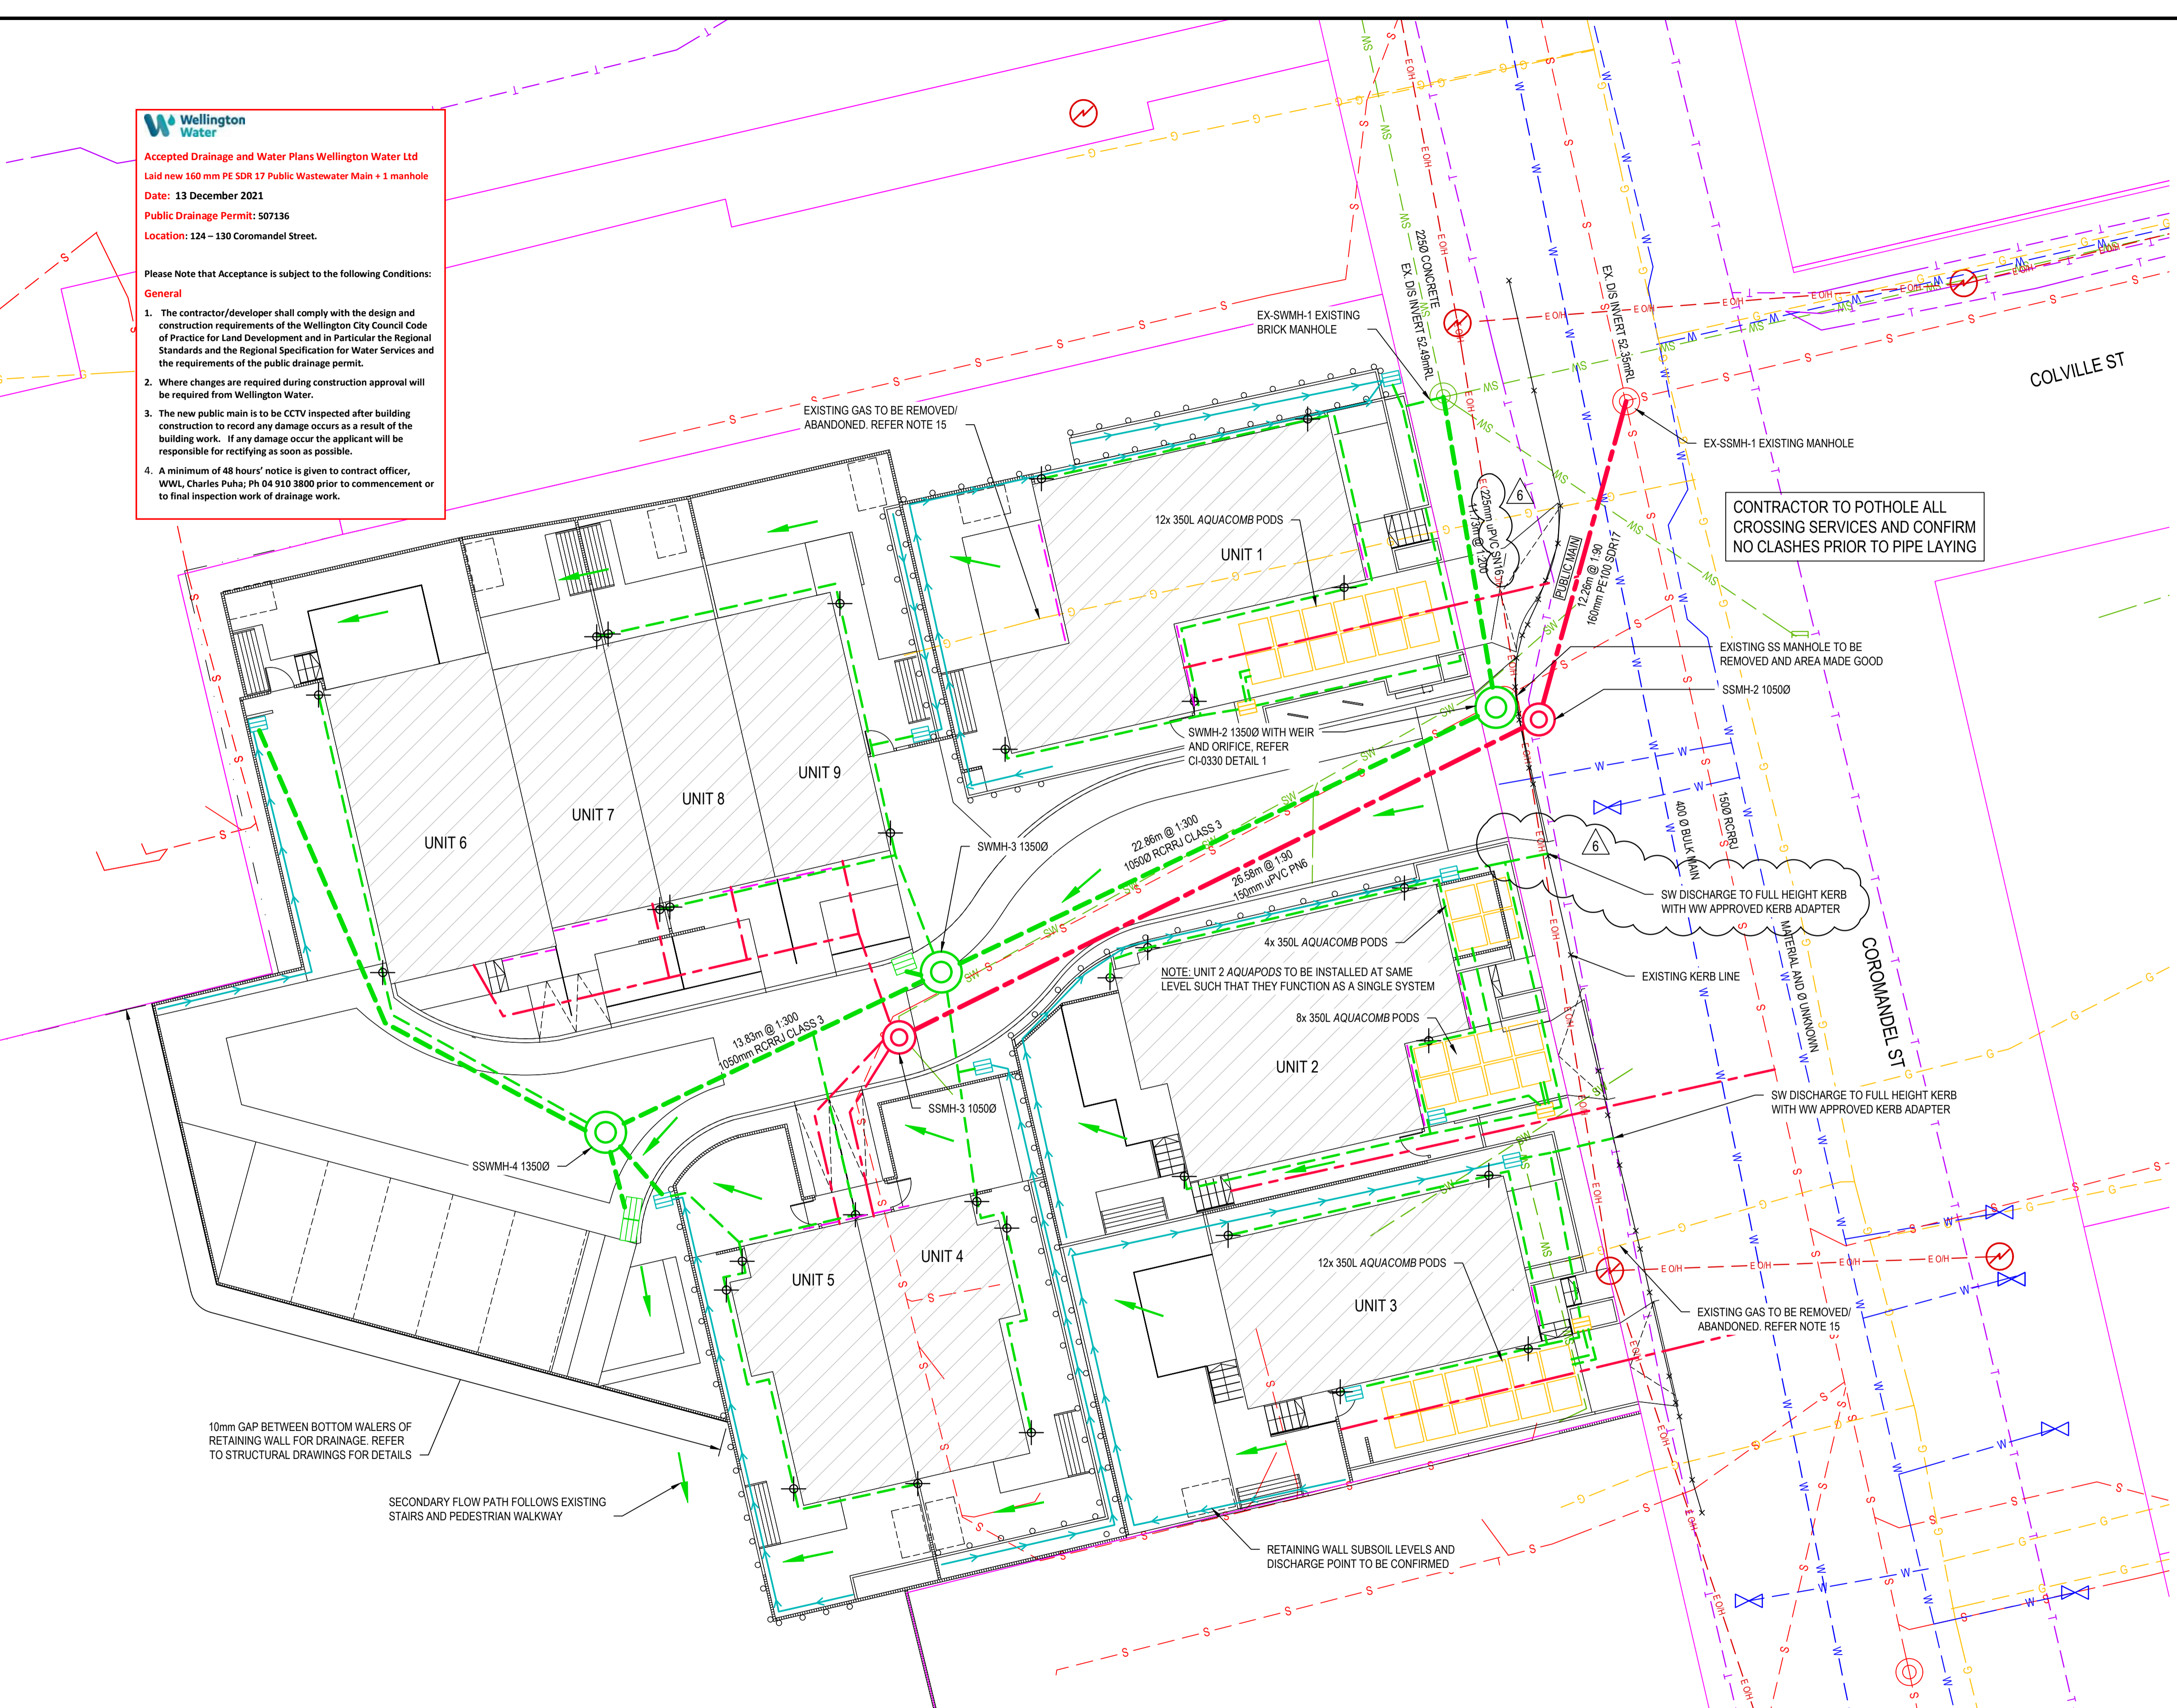 Wellington
Water
Accepted Drainage and Water Plans Wellington Water Ltd
Laid new 160 mm PE SDR 17 Public Wastewater Main + 1 manhole
Date: 13 December 2021
Public Drainage Permit: 507136
Location: 124 – 130 Coromandel Street.
Please Note that Acceptance is subject to the following Conditions:
General
1. The contractor/developer shall comply with the design and
construction requirements of the Wellington City Council Code
of Practice for Land Development and in Particular the Regional
Standards and the Regional Specification for Water Services and
the requirements of the public drainage permit.
2. Where changes are required during construction approval will
be required from Wellington Water.
3. The new public main is to be CCTV inspected after building
construction to record any damage occurs as a result of the
building work. If any damage occur the applicant will be
responsible for rectifying as soon as possible.
4. A minimum of 48 hours' notice is given to contract officer,
WWL, Charles Puha; Ph 04 910 3800 prior to commencement or
to final inspection work of drainage work.
225Ø CONCRETE
EX. D/S INVERT 52.49mRL
EX. D/S INVERT 52.35mRL
EX-SWMH-1 EXISTING
BRICK MANHOLE
COLVILLE ST
EXISTING GAS TO BE REMOVED/
ABANDONED. REFER NOTE 15
EX-SSMH-1 EXISTING MANHOLE
CONTRACTOR TO POTHOLE ALL
CROSSING SERVICES AND CONFIRM
NO CLASHES PRIOR TO PIPE LAYING
12x 350L AQUACOMB PODS
UNIT 1
225mm uPVC SN16
11.73m @ 1:200
6
PUBLIC MAIN
12.26m @ 1:90
160mm PE100 SDR17
EXISTING SS MANHOLE TO BE
REMOVED AND AREA MADE GOOD
SSMH-2 1050Ø
SWMH-2 1350Ø WITH WEIR
AND ORIFICE, REFER
CI-0330 DETAIL 1
UNIT 9
UNIT 8
UNIT 7
UNIT 6
SWMH-3 1350Ø
22.86m @ 1:300
1050Ø RCRRJ CLASS 3
26.58m @ 1:90
150mm uPVC PN6
400 Ø BULK MAIN
150Ø RCRRJ
6
SW DISCHARGE TO FULL HEIGHT KERB
WITH WW APPROVED KERB ADAPTER
MATERIAL AND Ø UNKNOWN
COROMANDEL ST
4x 350L AQUACOMB PODS
NOTE: UNIT 2 AQUAPODS TO BE INSTALLED AT SAME
LEVEL SUCH THAT THEY FUNCTION AS A SINGLE SYSTEM
EXISTING KERB LINE
8x 350L AQUACOMB PODS
13.83m @ 1:300
1050mm RCRRJ CLASS 3
UNIT 2
SSMH-3 1050Ø
SW DISCHARGE TO FULL HEIGHT KERB
WITH WW APPROVED KERB ADAPTER
SSWMH-4 1350Ø
UNIT 4
UNIT 5
12x 350L AQUACOMB PODS
UNIT 3
EXISTING GAS TO BE REMOVED/
ABANDONED. REFER NOTE 15
10mm GAP BETWEEN BOTTOM WALERS OF
RETAINING WALL FOR DRAINAGE. REFER
TO STRUCTURAL DRAWINGS FOR DETAILS
SECONDARY FLOW PATH FOLLOWS EXISTING
STAIRS AND PEDESTRIAN WALKWAY
RETAINING WALL SUBSOIL LEVELS AND
DISCHARGE POINT TO BE CONFIRMED